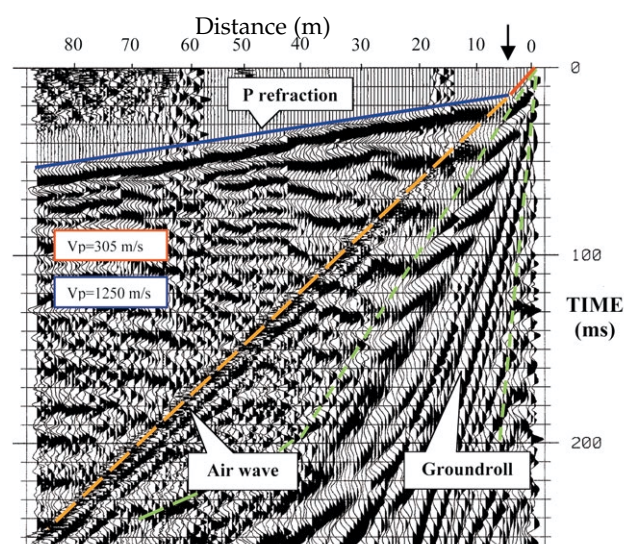 Distance (m)
80 70 60 50 40 30 20 10 0
P refraction
0
Vp=305 m/s
100
Vp=1250 m/s
TIME
(ms)
Air wave
Groundroll
200